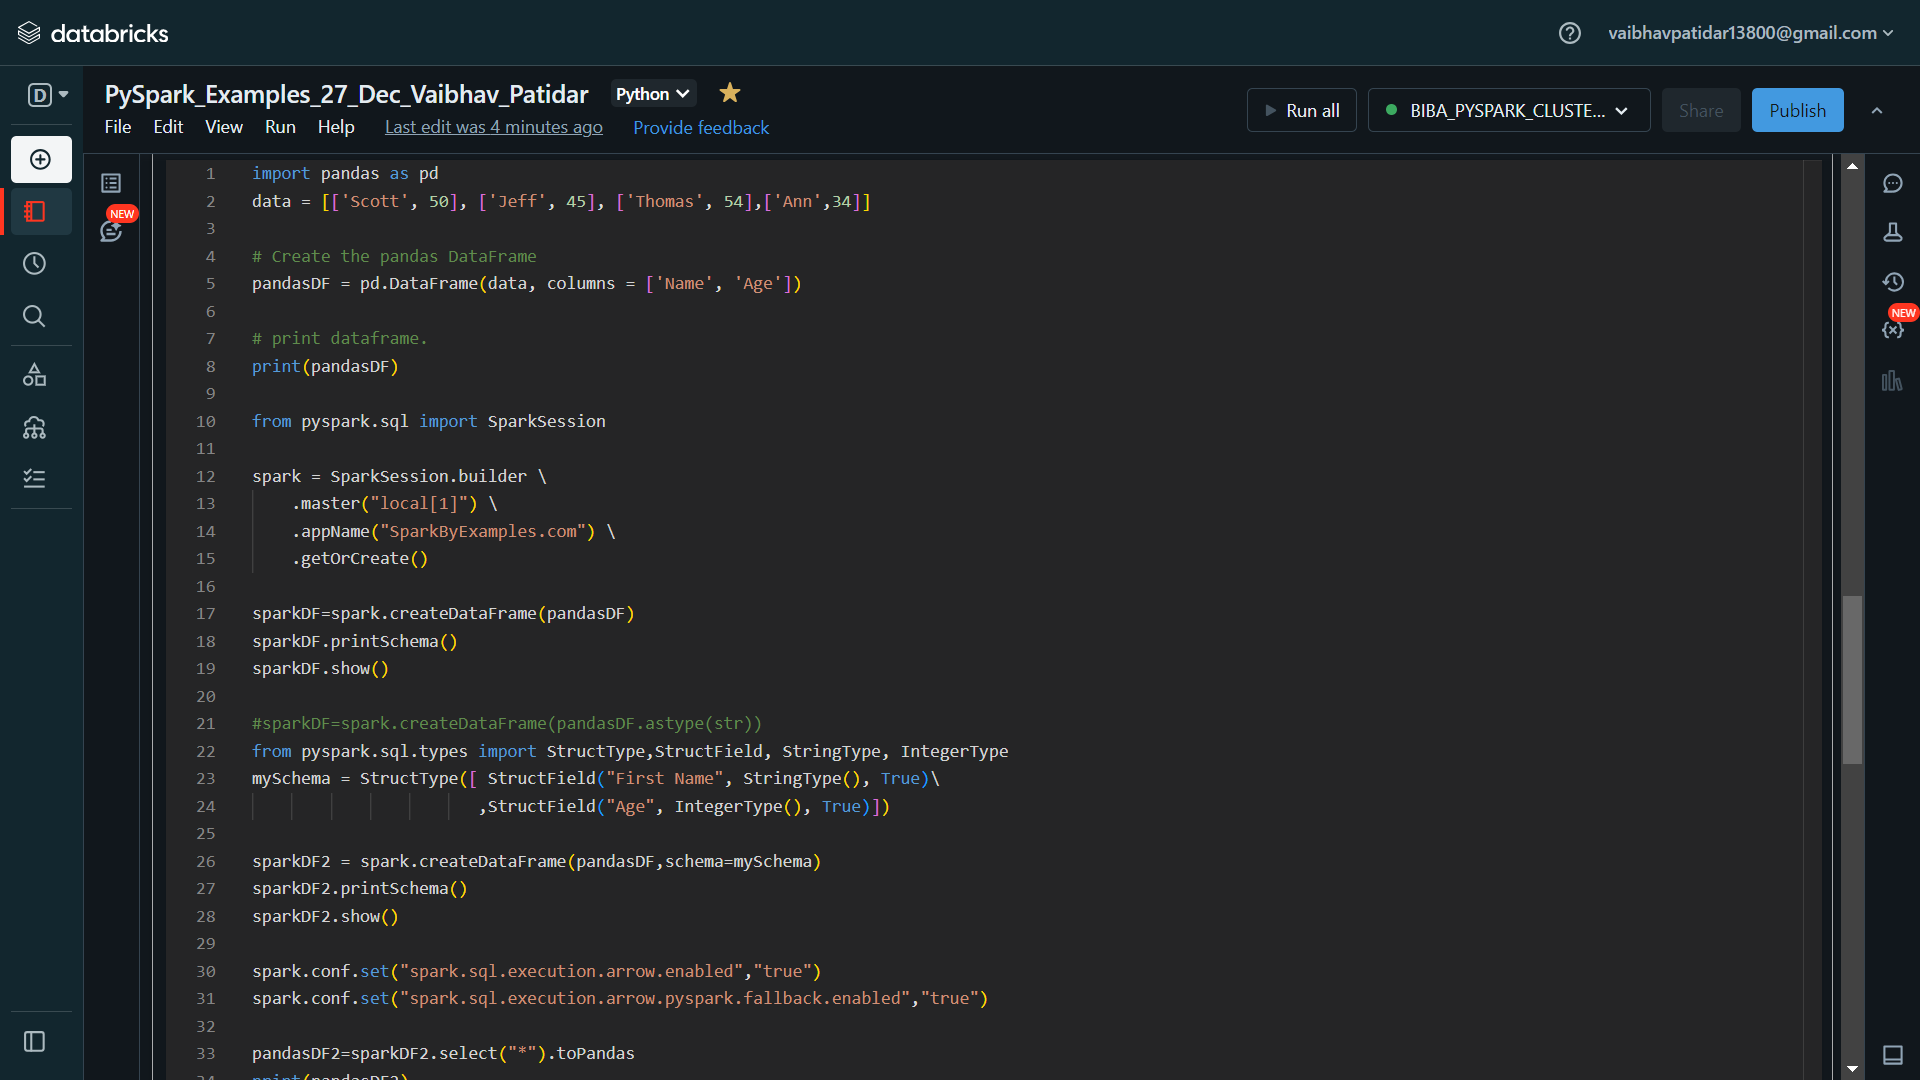 databricks
vaibhavpatidar13800@gmail.com
D
PySpark_Examples_27_Dec_Vaibhav_Patidar Python
File Edit View Run Help Last edit was 4 minutes ago Provide feedback
Run all BIBA_PYSPARK_CLUSTE... Share Publish
NEW
NEW
1 import pandas as pd
2 data = [['Scott', 50], ['Jeff', 45], ['Thomas', 54],['Ann',34]]
3
4 # Create the pandas DataFrame
5 pandasDF = pd.DataFrame(data, columns = ['Name', 'Age'])
6
7 # print dataframe.
8 print(pandasDF)
9
10 from pyspark.sql import SparkSession
11
12 spark = SparkSession.builder \
13     .master("local[1]") \
14     .appName("SparkByExamples.com") \
15     .getOrCreate()
16
17 sparkDF=spark.createDataFrame(pandasDF)
18 sparkDF.printSchema()
19 sparkDF.show()
20
21 #sparkDF=spark.createDataFrame(pandasDF.astype(str))
22 from pyspark.sql.types import StructType,StructField, StringType, IntegerType
23 mySchema = StructType([ StructField("First Name", StringType(), True)\
24                        ,StructField("Age", IntegerType(), True)])
25
26 sparkDF2 = spark.createDataFrame(pandasDF,schema=mySchema)
27 sparkDF2.printSchema()
28 sparkDF2.show()
29
30 spark.conf.set("spark.sql.execution.arrow.enabled","true")
31 spark.conf.set("spark.sql.execution.arrow.pyspark.fallback.enabled","true")
32
33 pandasDF2=sparkDF2.select("*").toPandas
34 print(pandasDF2)